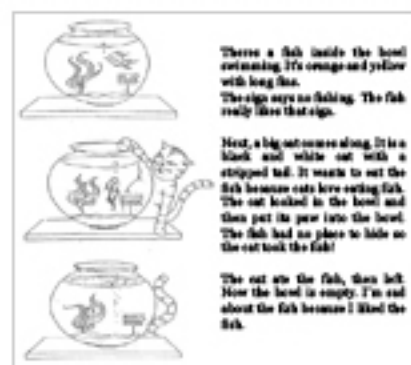 Theres a fish inside the bowl
swimming. It's orange and yellow
with long fins.
The sign says no fishing. The fish
really likes that sign.
Next, a big cat comes along. It is a
black and white cat with a
stripped tail. It wants to eat the
fish because cats love eating fish.
The cat looked in the bowl and
then put its paw into the bowl.
The fish had no place to hide so
the cat took the fish!
The cat ate the fish, then left.
Now the bowl is empty. I'm sad
about the fish because I liked the
fish.